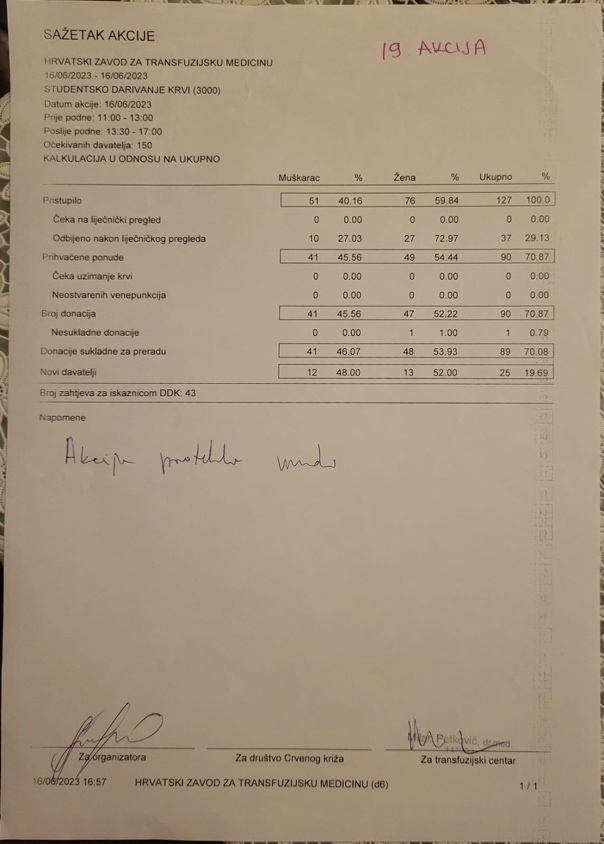 SAŽETAK AKCIJE
19 AKCIJA
HRVATSKI ZAVOD ZA TRANSFUZIJSKU MEDICINU
16/06/2023 - 16/06/2023
STUDENTSKO DARIVANJE KRVI (3000)
Datum akcije: 16/06/2023
Prije podne: 11:00 - 13:00
Poslije podne: 13:30 - 17:00
Očekivanih davatelja: 150
KALKULACIJA U ODNOSU NA UKUPNO
Muškarac % Žena % Ukupno %
Pristupilo 51 40.16 76 59.84 127 100.0
Čeka na liječnički pregled 0 0.00 0 0.00 0 0.00
Odbijeno nakon liječničkog pregleda 10 27.03 27 72.97 37 29.13
Prihvaćene ponude 41 45.56 49 54.44 90 70.87
Čeka uzimanje krvi 0 0.00 0 0.00 0 0.00
Neostvarenih venepunkcija 0 0.00 0 0.00 0 0.00
Broj donacija 41 45.56 47 52.22 90 70.87
Nesukladne donacije 0 0.00 1 1.00 1 0.79
Donacije sukladne za preradu 41 46.07 48 53.93 89 70.08
Novi davatelji 12 48.00 13 52.00 25 19.69
Broj zahtjeva za iskaznicom DDK: 43
Napomene
Akcija protekla
Petković, dr.med.
Za organizatora Za društvo Crvenog križa Za transfuzijski centar
16/06/2023 16:57 HRVATSKI ZAVOD ZA TRANSFUZIJSKU MEDICINU (d6) 1 / 1